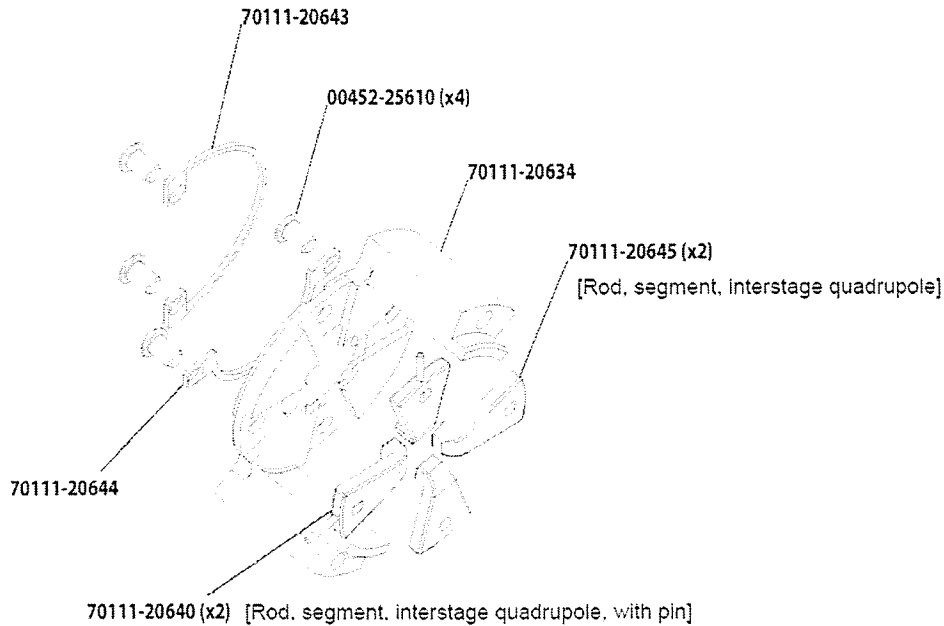 70111-20643
00452-25610 (x4)
70111-20634
70111-20645 (x2)
[Rod, segment, interstage quadrupole]
70111-20644
70111-20640 (x2) [Rod, segment, interstage quadrupole, with pin]